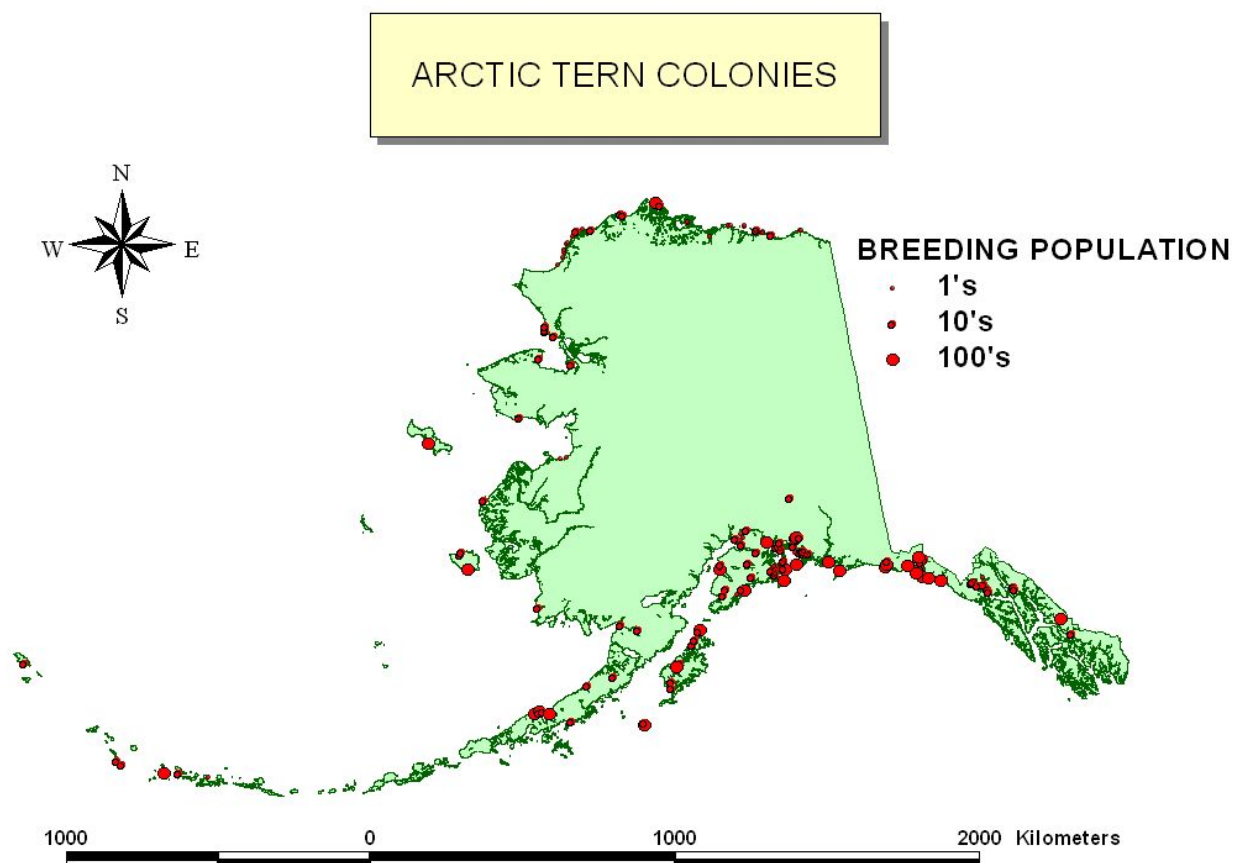 ARCTIC TERN COLONIES
N
W E
S
BREEDING POPULATION
1's
10's
100's
1000 0 1000 2000 Kilometers